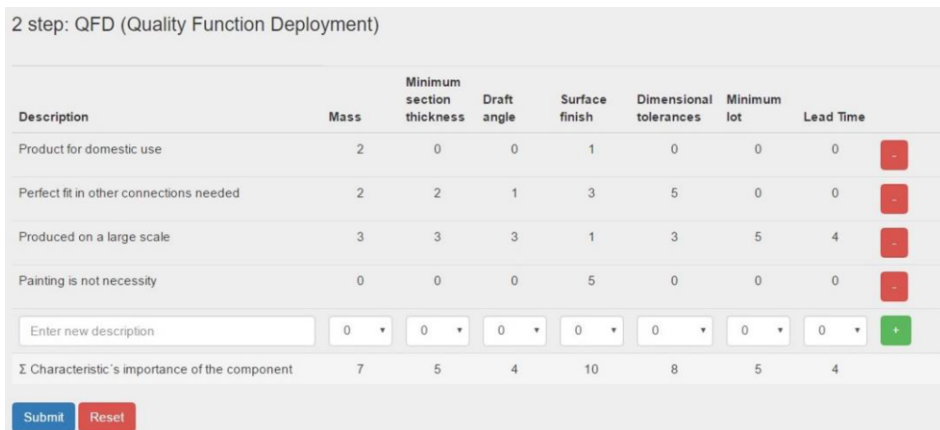 2 step: QFD (Quality Function Deployment)
Description Mass Minimum section thickness Draft angle Surface finish Dimensional tolerances Minimum lot Lead Time
Product for domestic use 2 0 0 1 0 0 0 -
Perfect fit in other connections needed 2 2 1 3 5 0 0 -
Produced on a large scale 3 3 3 1 3 5 4 -
Painting is not necessity 0 0 0 5 0 0 0 -
Enter new description 0 0 0 0 0 0 0 +
Σ Characteristic´s importance of the component 7 5 4 10 8 5 4
Submit Reset